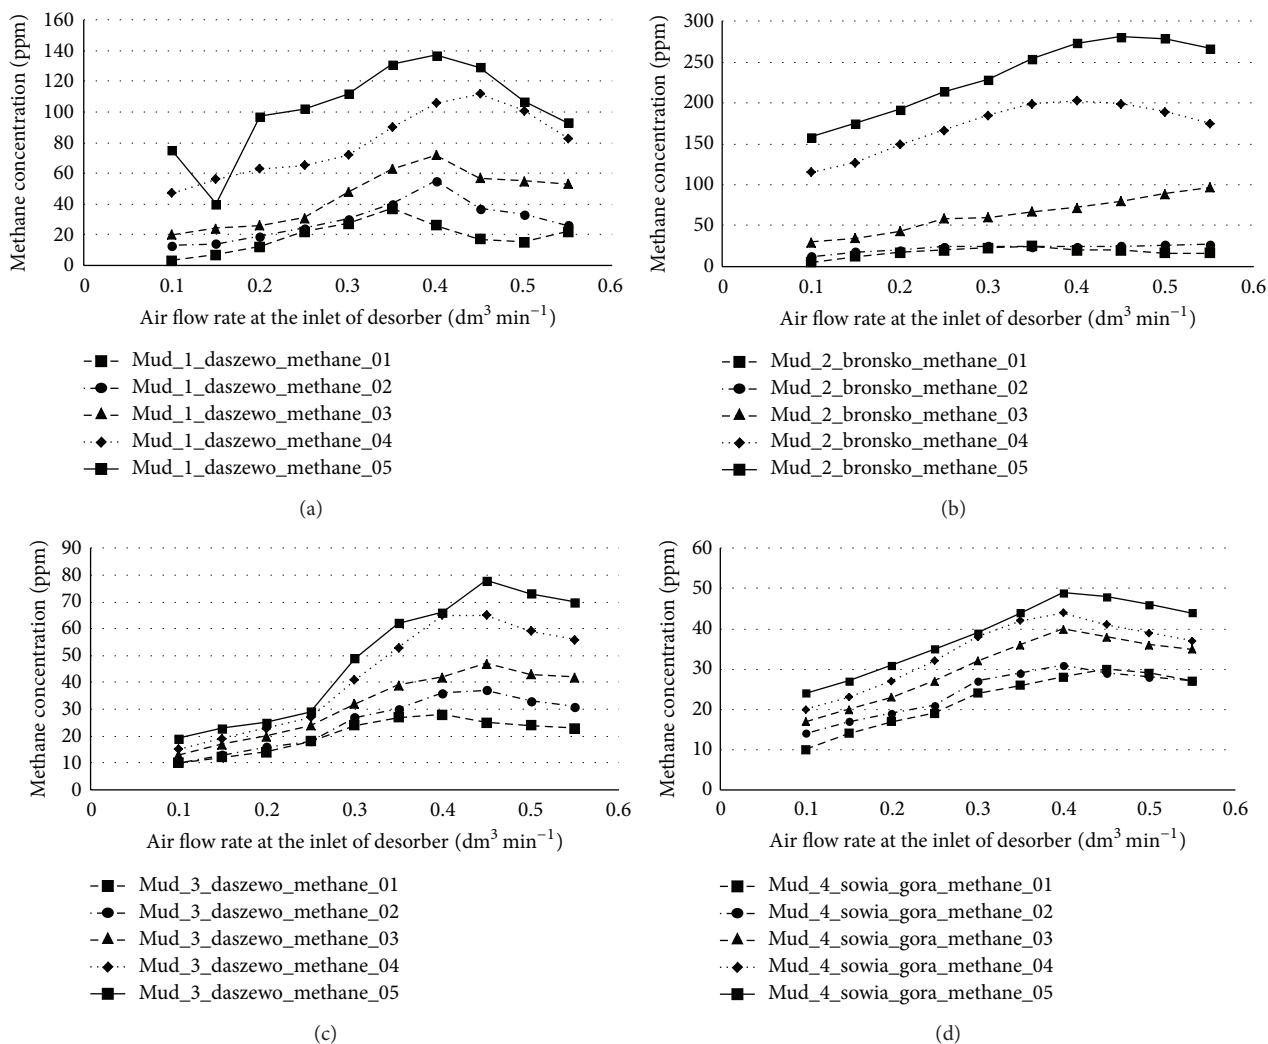 Methane concentration (ppm)
160
140
120
100
80
60
40
20
0
0
0.1
0.2
0.3
0.4
0.5
0.6
Air flow rate at the inlet of desorber (dm³ min⁻¹)
Mud_1_daszewo_methane_01
Mud_1_daszewo_methane_02
Mud_1_daszewo_methane_03
Mud_1_daszewo_methane_04
Mud_1_daszewo_methane_05
(a)
Methane concentration (ppm)
300
250
200
150
100
50
0
0
0.1
0.2
0.3
0.4
0.5
0.6
Air flow rate at the inlet of desorber (dm³ min⁻¹)
Mud_2_bronsko_methane_01
Mud_2_bronsko_methane_02
Mud_2_bronsko_methane_03
Mud_2_bronsko_methane_04
Mud_2_bronsko_methane_05
(b)
Methane concentration (ppm)
90
80
70
60
50
40
30
20
10
0
0
0.1
0.2
0.3
0.4
0.5
0.6
Air flow rate at the inlet of desorber (dm³ min⁻¹)
Mud_3_daszewo_methane_01
Mud_3_daszewo_methane_02
Mud_3_daszewo_methane_03
Mud_3_daszewo_methane_04
Mud_3_daszewo_methane_05
(c)
Methane concentration (ppm)
60
50
40
30
20
10
0
0
0.1
0.2
0.3
0.4
0.5
0.6
Air flow rate at the inlet of desorber (dm³ min⁻¹)
Mud_4_sowia_gora_methane_01
Mud_4_sowia_gora_methane_02
Mud_4_sowia_gora_methane_03
Mud_4_sowia_gora_methane_04
Mud_4_sowia_gora_methane_05
(d)